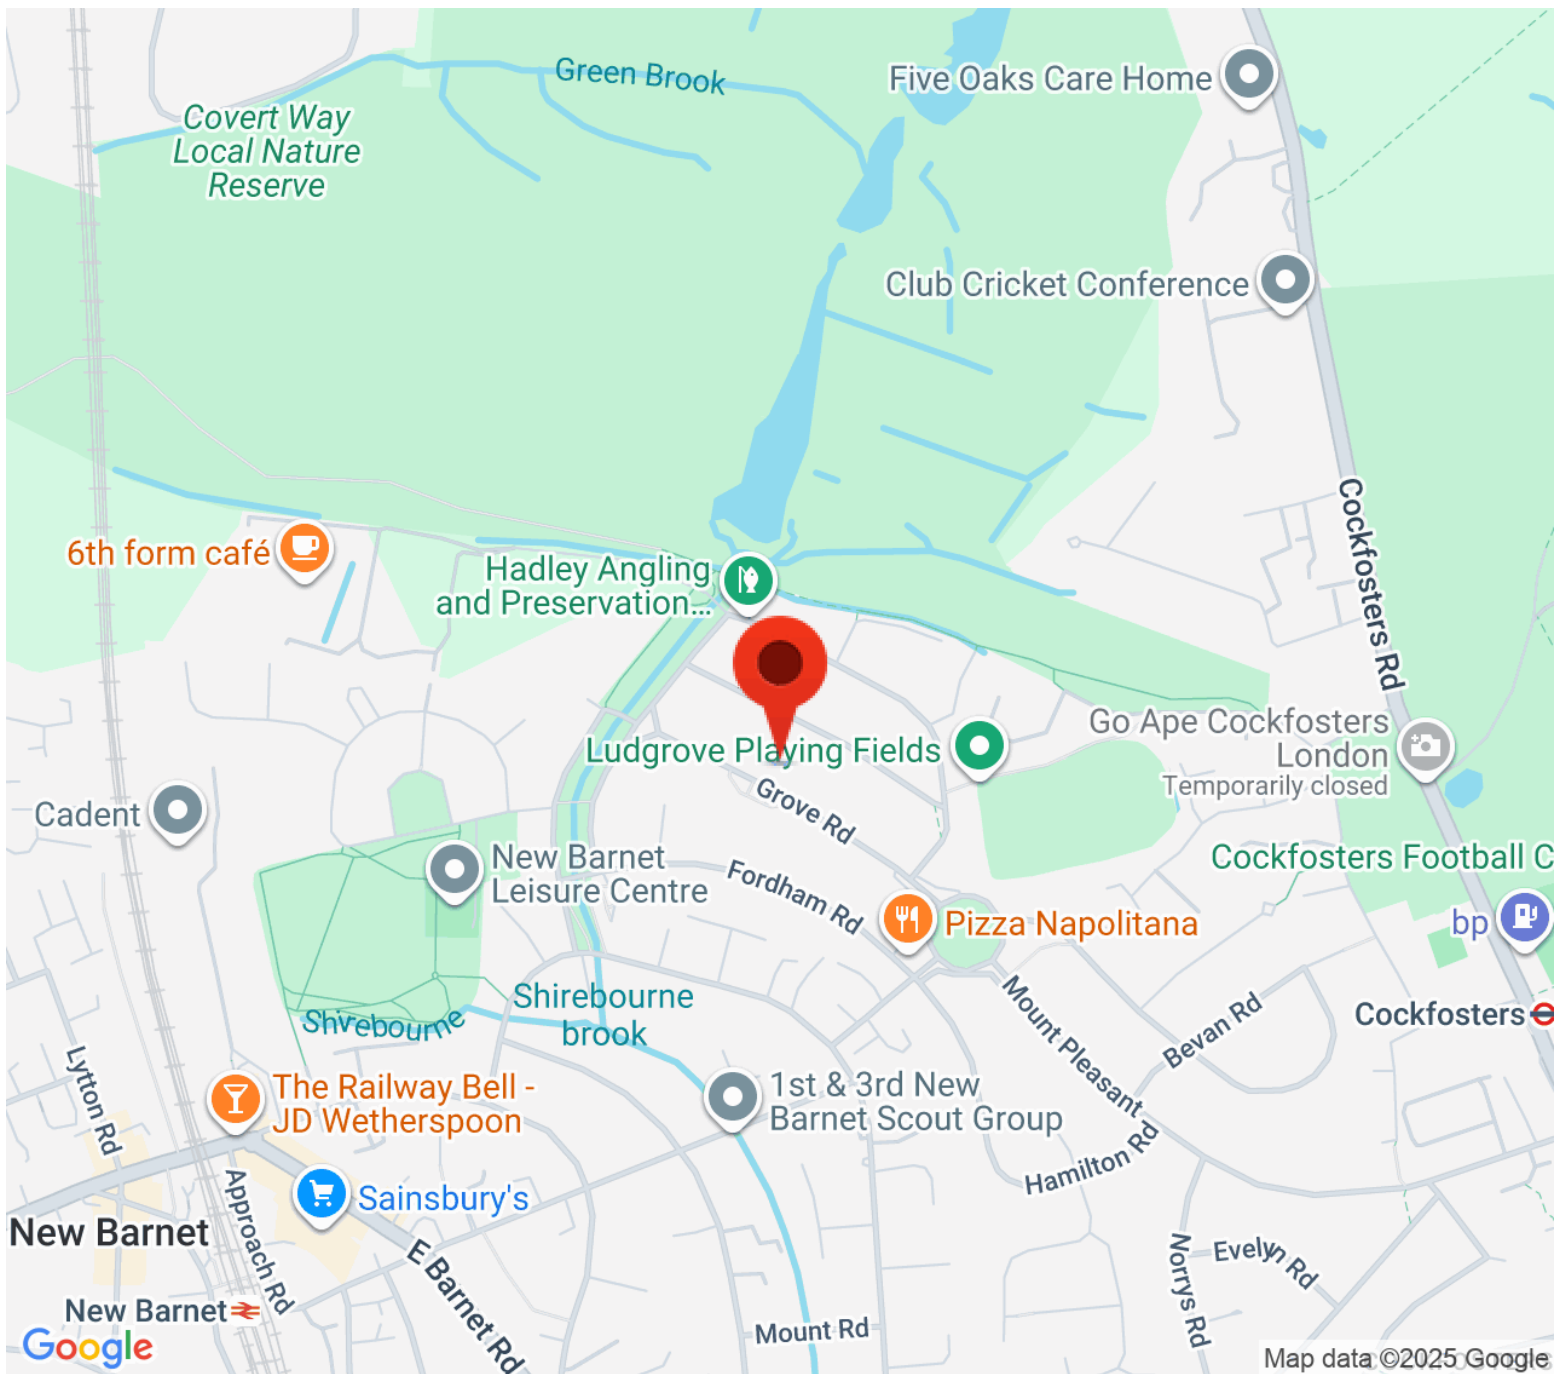 Green Brook
Five Oaks Care Home
Covert Way
Local Nature
Reserve
Club Cricket Conference
Cockfosters Rd
6th form café
Hadley Angling
and Preservation...
Go Ape Cockfosters
London
Temporarily closed
Ludgrove Playing Fields
Grove Rd
Cadent
New Barnet
Leisure Centre
Fordham Rd
Cockfosters Football C
Pizza Napolitana
bp
Shirebourne
brook
Shirebourne
Mount Pleasant
Bevan Rd
Cockfosters
Lytton Rd
The Railway Bell -
JD Wetherspoon
1st & 3rd New
Barnet Scout Group
Hamilton Rd
Approach Rd
Sainsbury's
New Barnet
E Barnet Rd
Norrys Rd
Evelyn Rd
New Barnet
Mount Rd
Google
Map data ©2025 Google